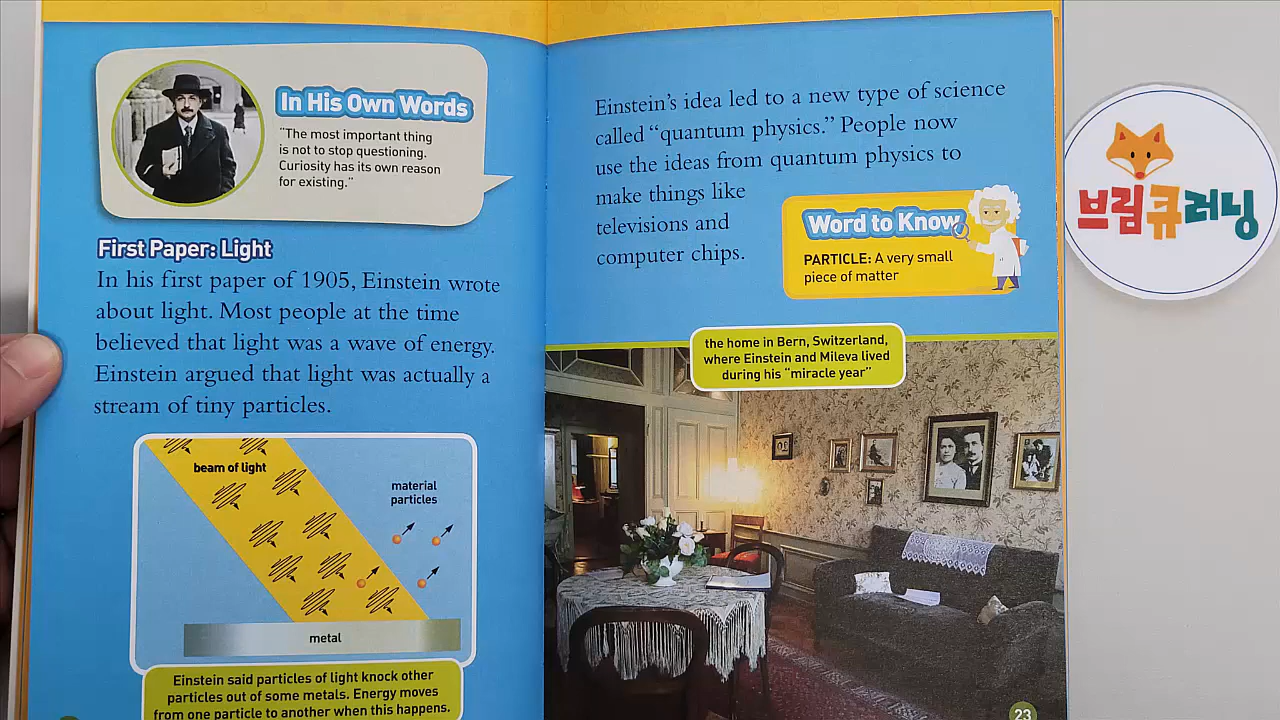 In His Own Words
"The most important thing
is not to stop questioning.
Curiosity has its own reason
for existing."
First Paper: Light
In his first paper of 1905, Einstein wrote
about light. Most people at the time
believed that light was a wave of energy.
Einstein argued that light was actually a
stream of tiny particles.
beam of light
material
particles
metal
Einstein said particles of light knock other
particles out of some metals. Energy moves
from one particle to another when this happens.
Einstein's idea led to a new type of science
called "quantum physics." People now
use the ideas from quantum physics to
make things like
televisions and
computer chips.
Word to Know
PARTICLE: A very small
piece of matter
the home in Bern, Switzerland,
where Einstein and Mileva lived
during his "miracle year"
23
브림큐러닝